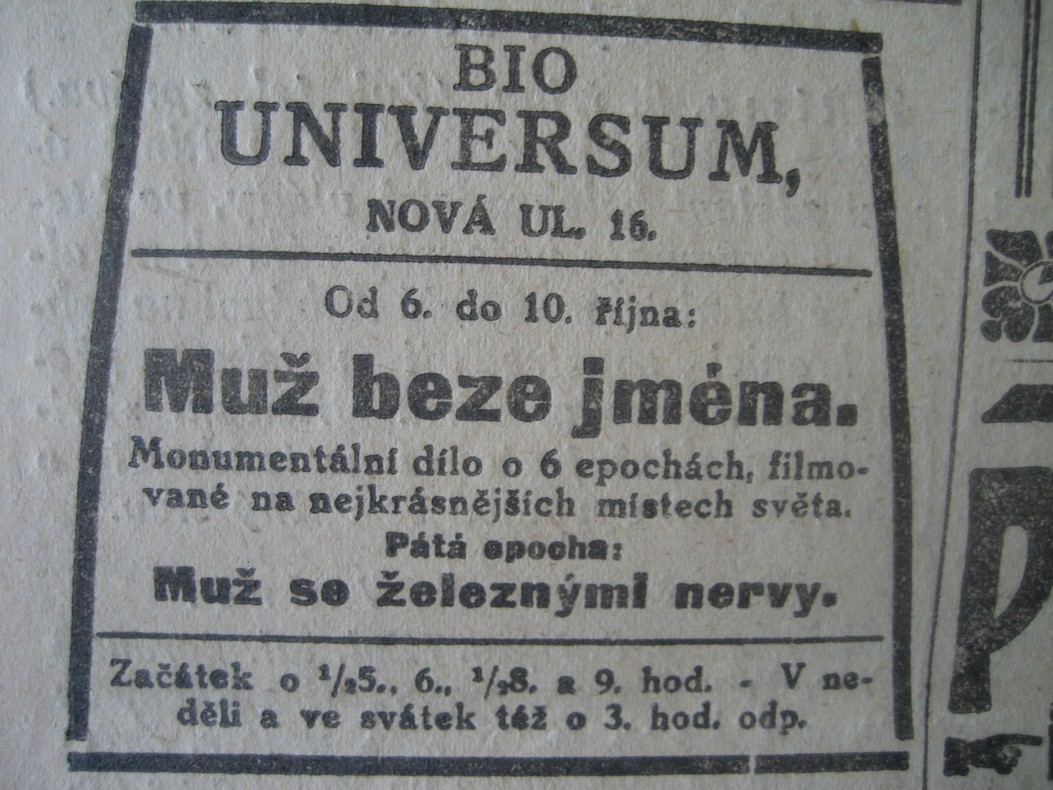 BIO
UNIVERSUM,
NOVÁ UL. 16.
Od 6. do 10. října:
Muž beze jména.
Monumentální dílo o 6 epochách, filmo-
vané na nejkrásnějších místech světa.
Pátá epocha:
Muž se železnými nervy.
Začátek o ½5., 6., ½8. a 9. hod. - V ne-
děli a ve svátek též o 3. hod. odp.
P